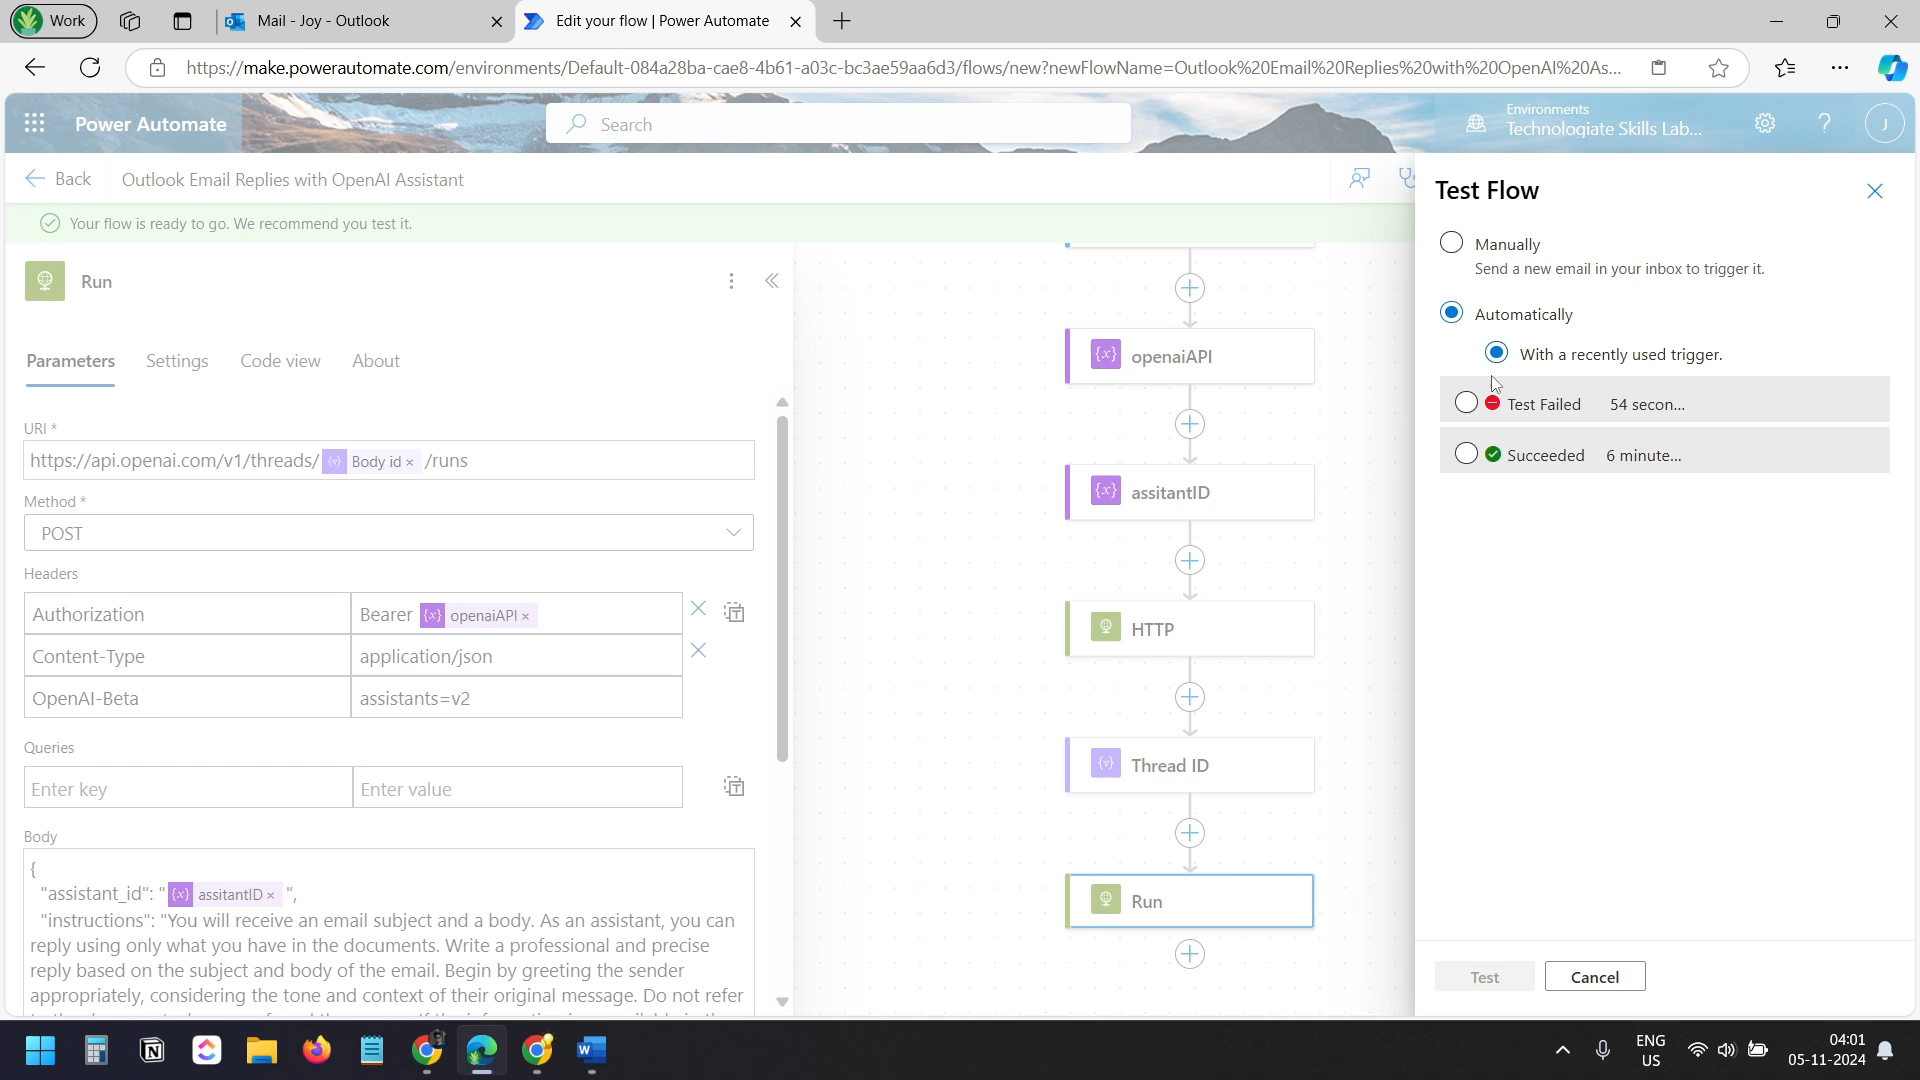 Work
Mail - Joy - Outlook
Edit your flow | Power Automate
https://make.powerautomate.com/environments/Default-084a28ba-cae8-4b61-a03c-bc3ae59aa6d3/flows/new?newFlowName=Outlook%20Email%20Replies%20with%20OpenAI%20As...
Power Automate
Search
Environments
Technologiate Skills Lab...
J
Back
Outlook Email Replies with OpenAI Assistant
Your flow is ready to go. We recommend you test it.
Run
Parameters
Settings
Code view
About
URI *
https://api.openai.com/v1/threads/ Body id × /runs
Method *
POST
Headers
Authorization
Bearer {x} openaiAPI ×
Content-Type
application/json
OpenAI-Beta
assistants=v2
Queries
Enter key
Enter value
Body
{
"assistant_id": " {x} assitantID × ",
"instructions": "You will receive an email subject and a body. As an assistant, you can
reply using only what you have in the documents. Write a professional and precise
reply based on the subject and body of the email. Begin by greeting the sender
appropriately, considering the tone and context of their original message. Do not refer
{x} openaiAPI
{x} assitantID
HTTP
Thread ID
Run
Test Flow
Manually
Send a new email in your inbox to trigger it.
Automatically
With a recently used trigger.
Test Failed 54 secon...
Succeeded 6 minute...
Test
Cancel
ENG
US
04:01
05-11-2024